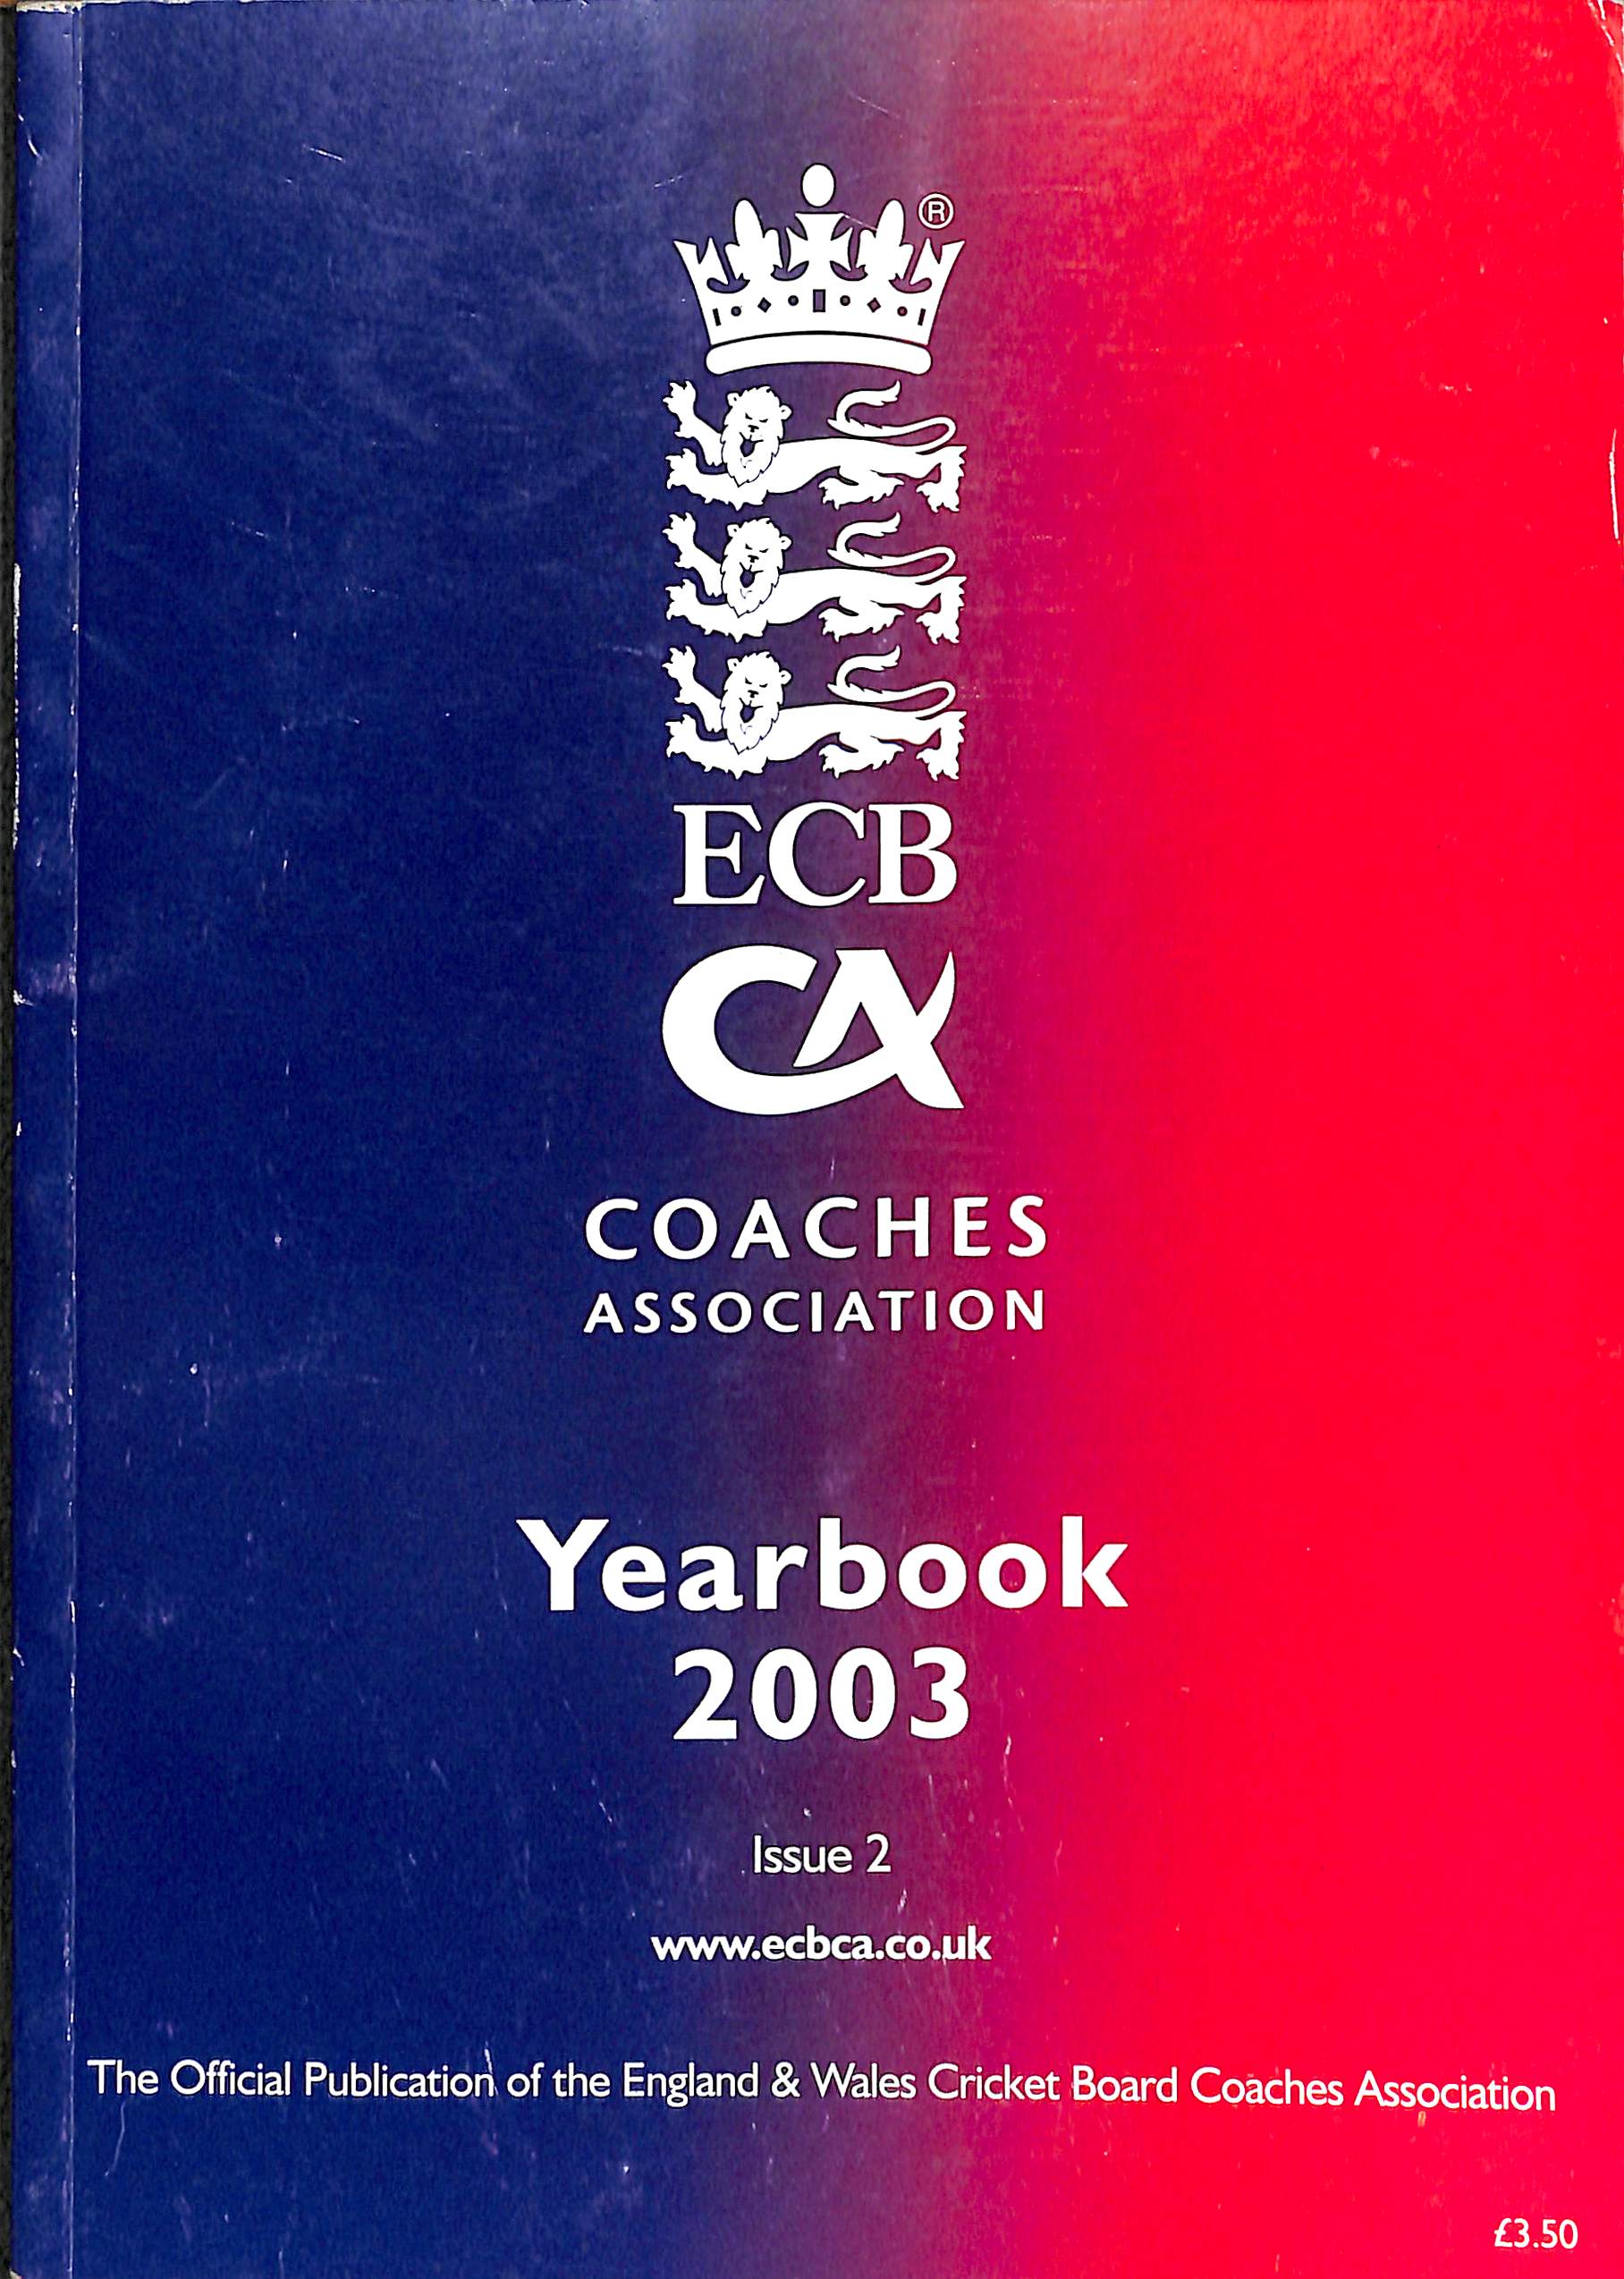 ®
ECB
CA
COACHES
ASSOCIATION
Yearbook
2003
Issue 2
www.ecbca.co.uk
The Official Publication of the England & Wales Cricket Board Coaches Association
£3.50